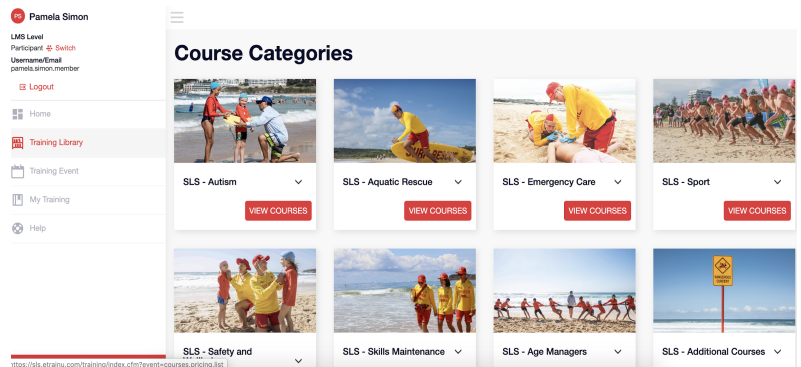 PS Pamela Simon
LMS Level
Participant Switch
Username/Email
pamela.simon.member
Logout
Home
Training Library
Training Event
My Training
Help
https://sls.etrainu.com/training/index.cfm?event=courses.pricing.list
Course Categories
SLS - Autism
VIEW COURSES
SLS - Aquatic Rescue
VIEW COURSES
SLS - Emergency Care
VIEW COURSES
SLS - Sport
VIEW COURSES
SLS - Safety and
SLS - Skills Maintenance
SLS - Age Managers
SLS - Additional Courses